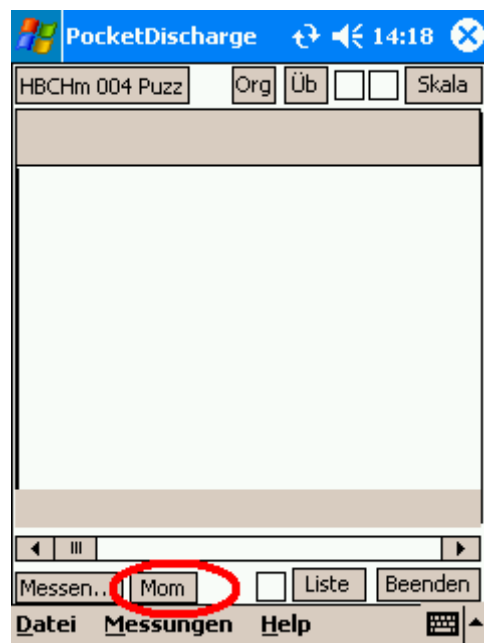 PocketDischarge 14:18
HBCHm 004 Puzz Org Üb Skala
Messen... Mom Liste Beenden
Datei Messungen Help